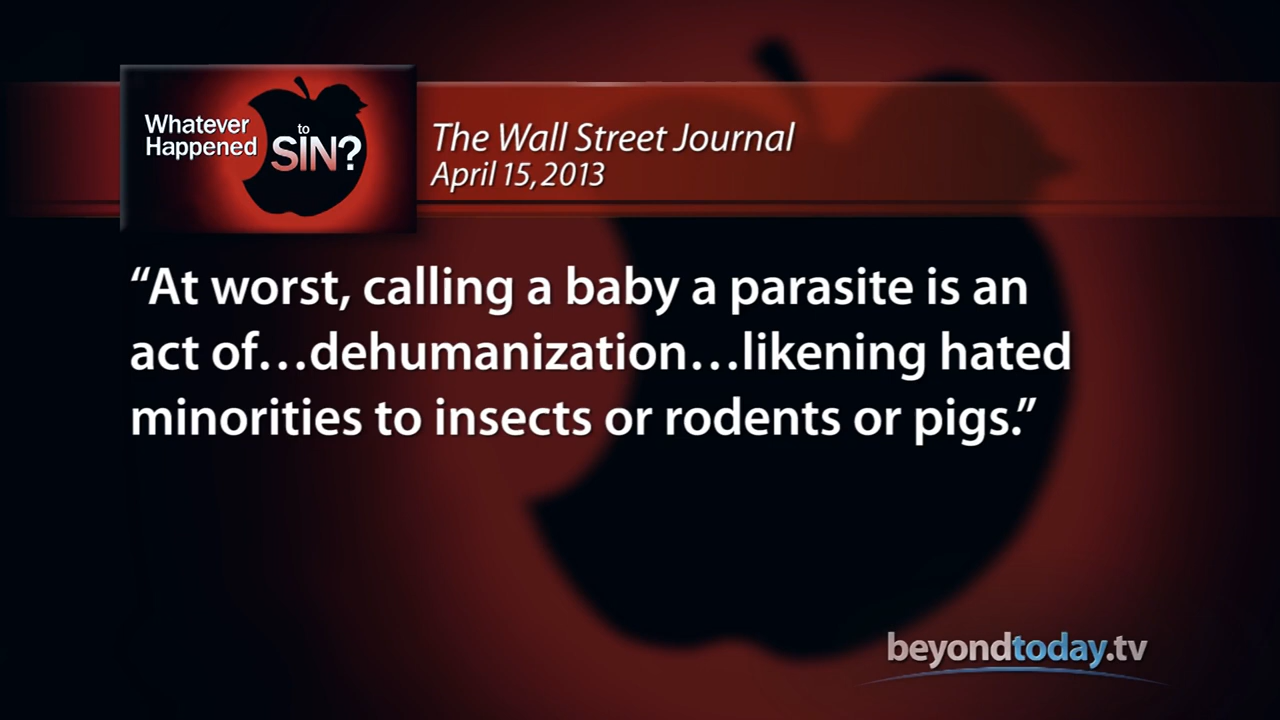 Whatever
Happened
to
SIN?
The Wall Street Journal
April 15, 2013
“At worst, calling a baby a parasite is an
act of…dehumanization…likening hated
minorities to insects or rodents or pigs.”
beyondtoday.tv